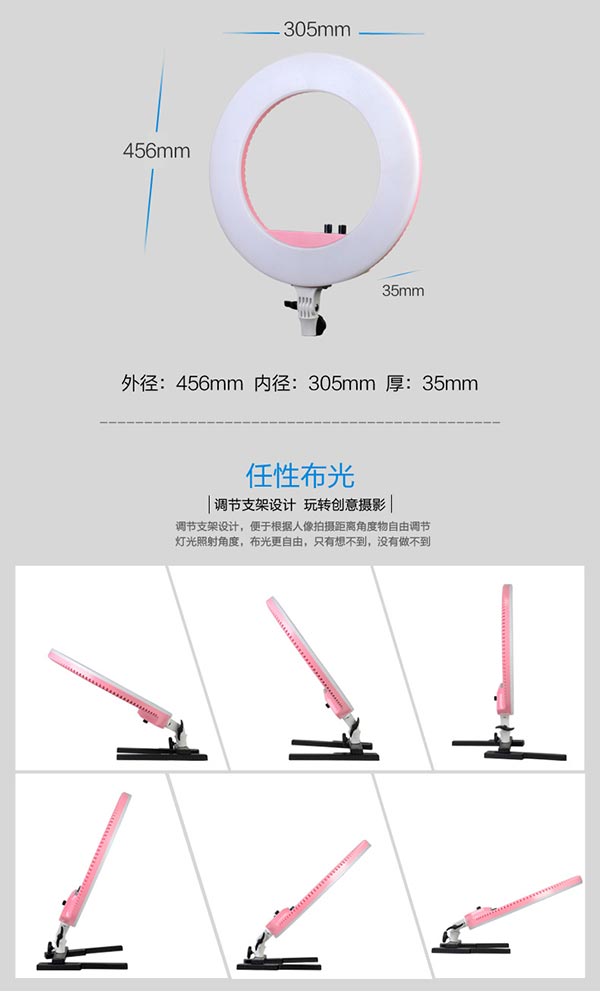 305mm
456mm
35mm
外径：456mm 内径：305mm 厚：35mm
任性布光
调节支架设计 玩转创意摄影
调节支架设计，便于根据人像拍摄距离角度物自由调节
灯光照射角度，布光更自由，只有想不到，没有做不到